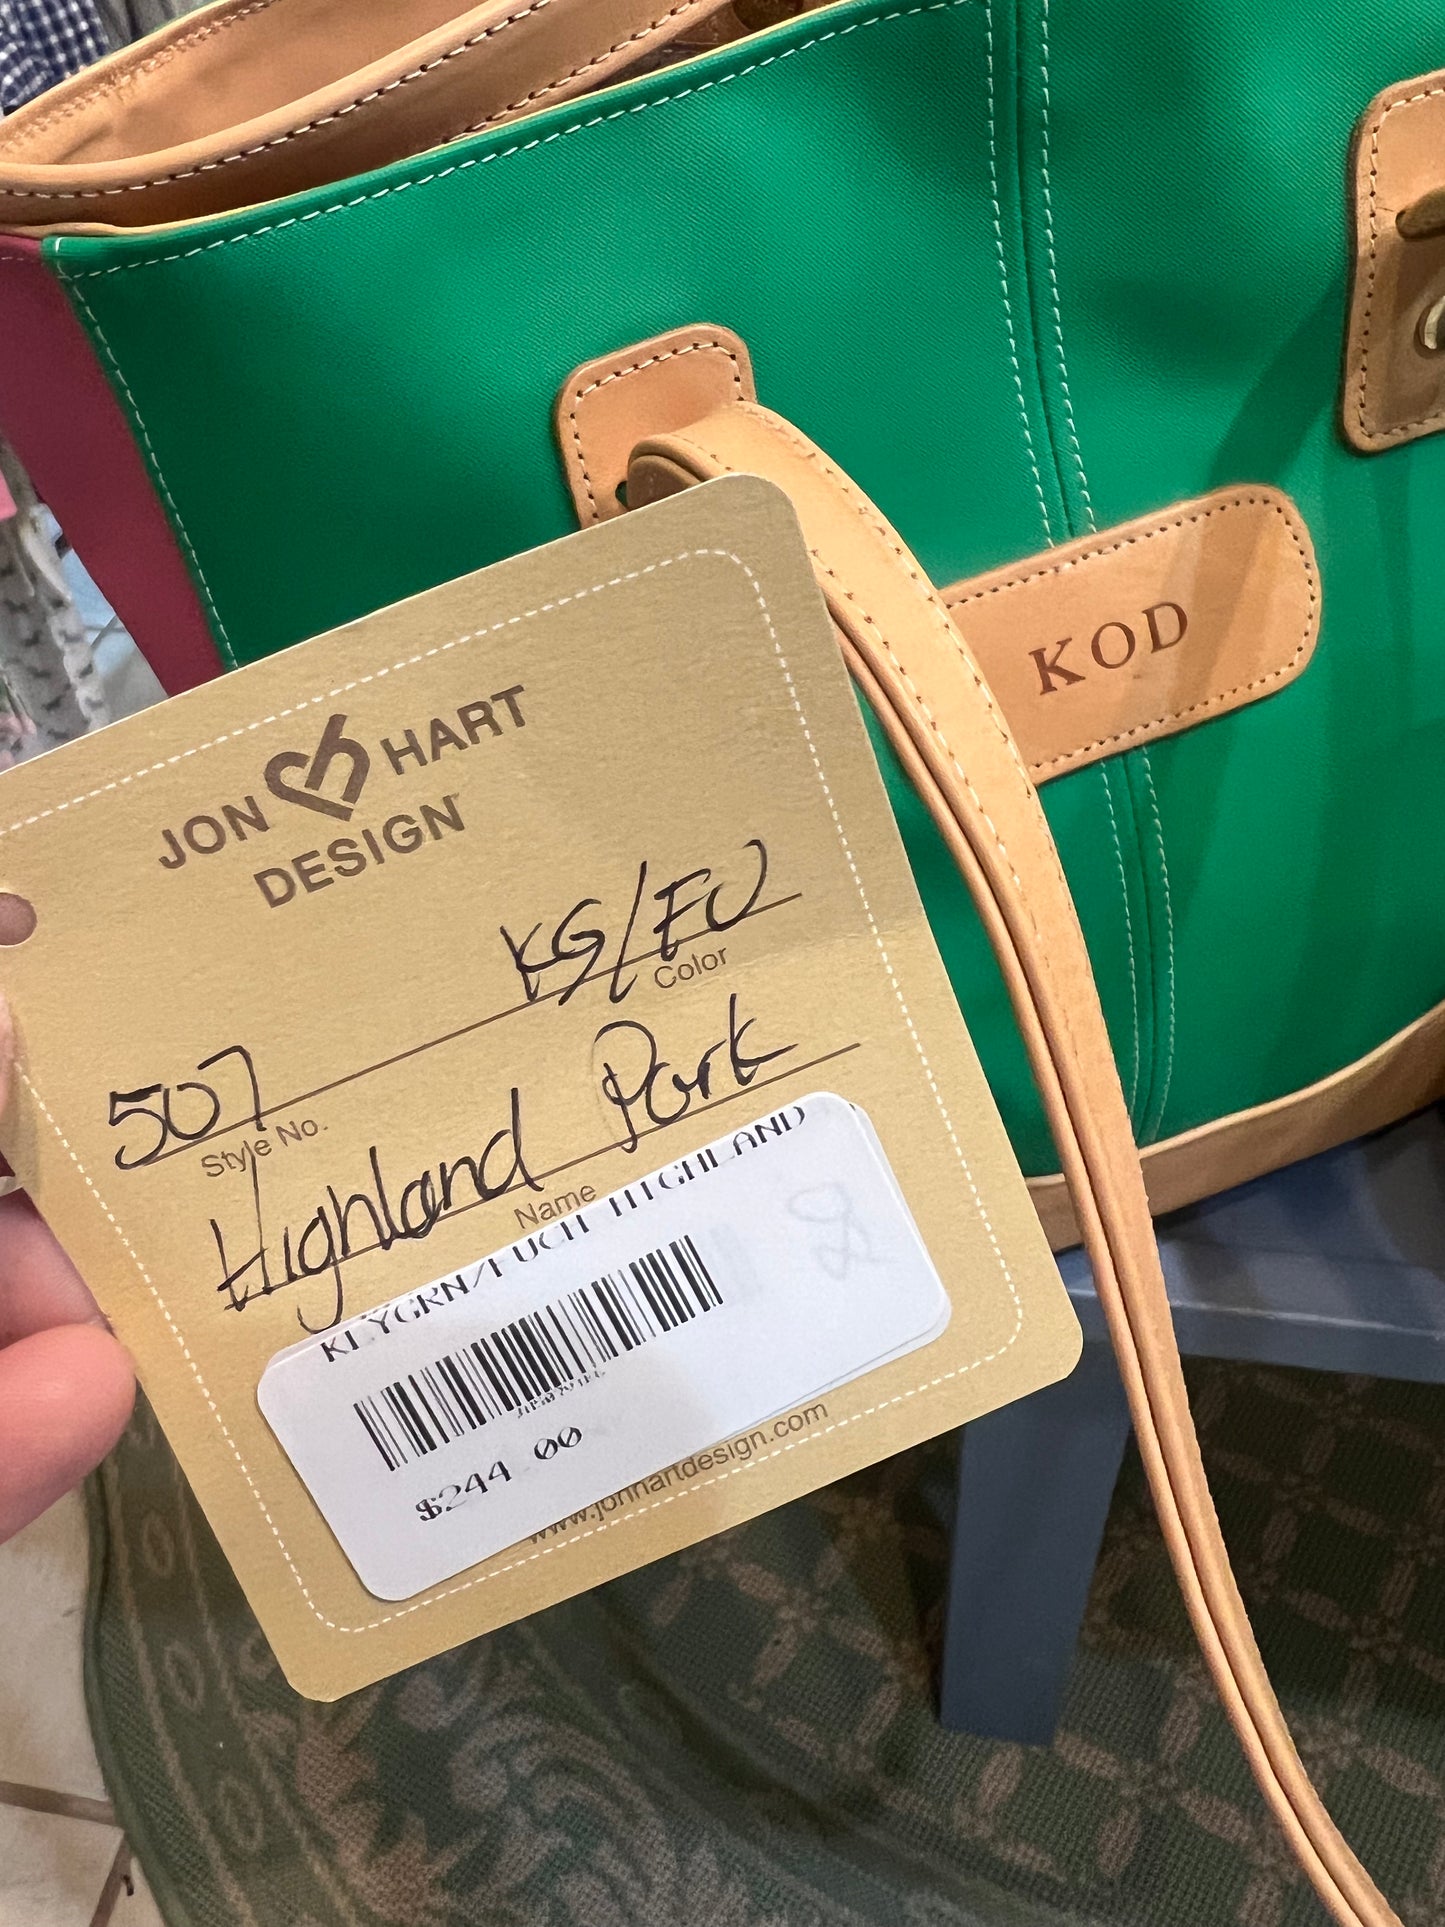 KOD
JON HART
DESIGN
KG/FU
Color
507
Style No.
Highland Park
Name
KLYGRN/FUCH HIGHLAND
$244.00
www.jonhartdesign.com